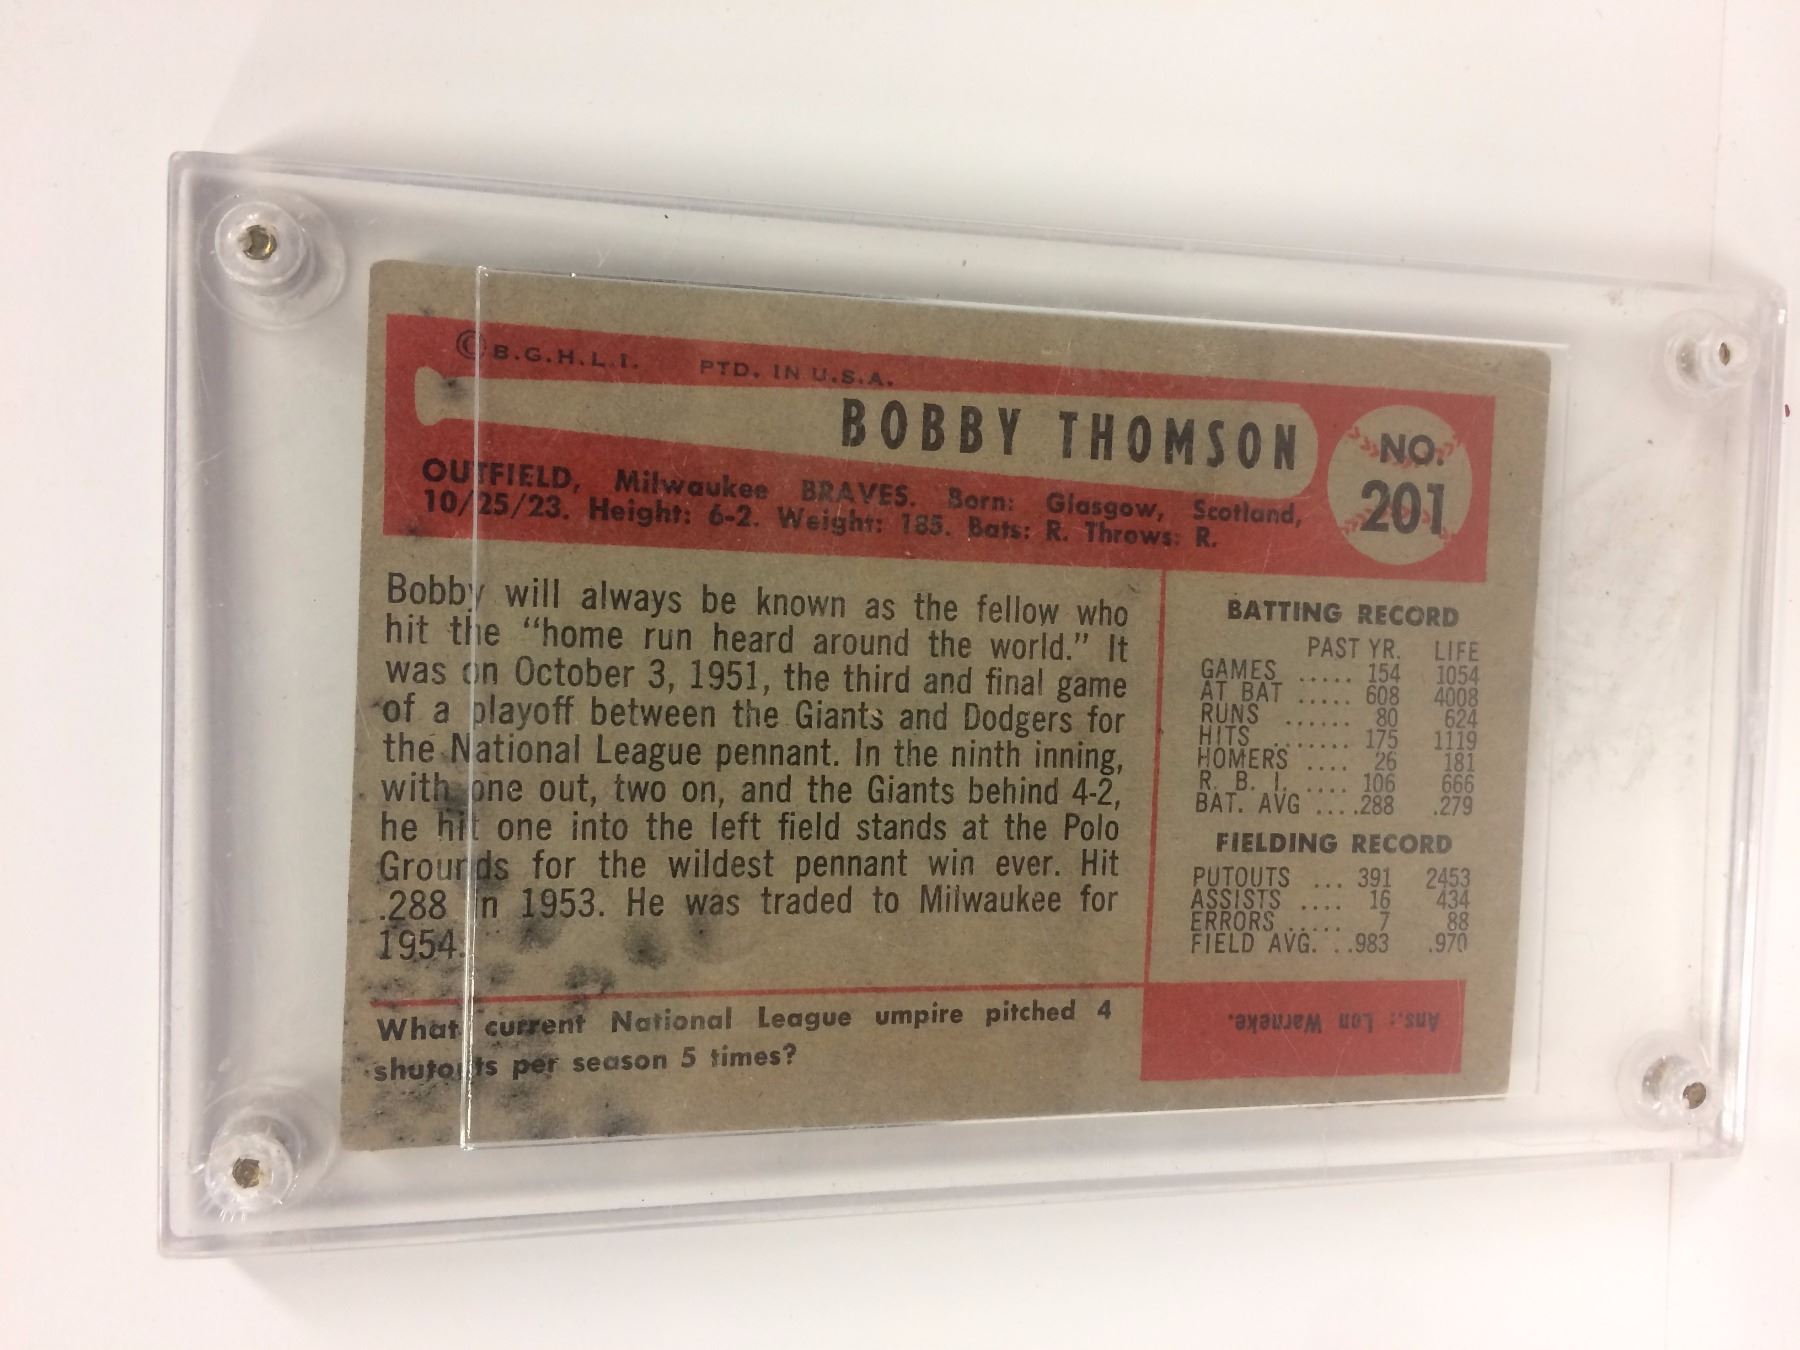 © B.G.H.L.I. PTD. IN U.S.A.
BOBBY THOMSON
NO.
201
OUTFIELD, Milwaukee BRAVES. Born: Glasgow, Scotland,
10/25/23. Height: 6-2. Weight: 185. Bats: R. Throws: R.
Bobby will always be known as the fellow who
hit the “home run heard around the world.” It
was on October 3, 1951, the third and final game
of a playoff between the Giants and Dodgers for
the National League pennant. In the ninth inning,
with one out, two on, and the Giants behind 4-2,
he hit one into the left field stands at the Polo
Grounds for the wildest pennant win ever. Hit
.288 in 1953. He was traded to Milwaukee for
1954.
BATTING RECORD
PAST YR. LIFE
GAMES ..... 154 1054
AT BAT ..... 608 4008
RUNS ...... 80 624
HITS ........ 175 1119
HOMERS .... 26 181
R. B. I. .... 106 666
BAT. AVG .... .288 .279
FIELDING RECORD
PUTOUTS ... 391 2453
ASSISTS .... 16 434
ERRORS ..... 7 88
FIELD AVG. .. .983 .970
What current National League umpire pitched 4
shutouts per season 5 times?
Ans.: Lon Warneke.